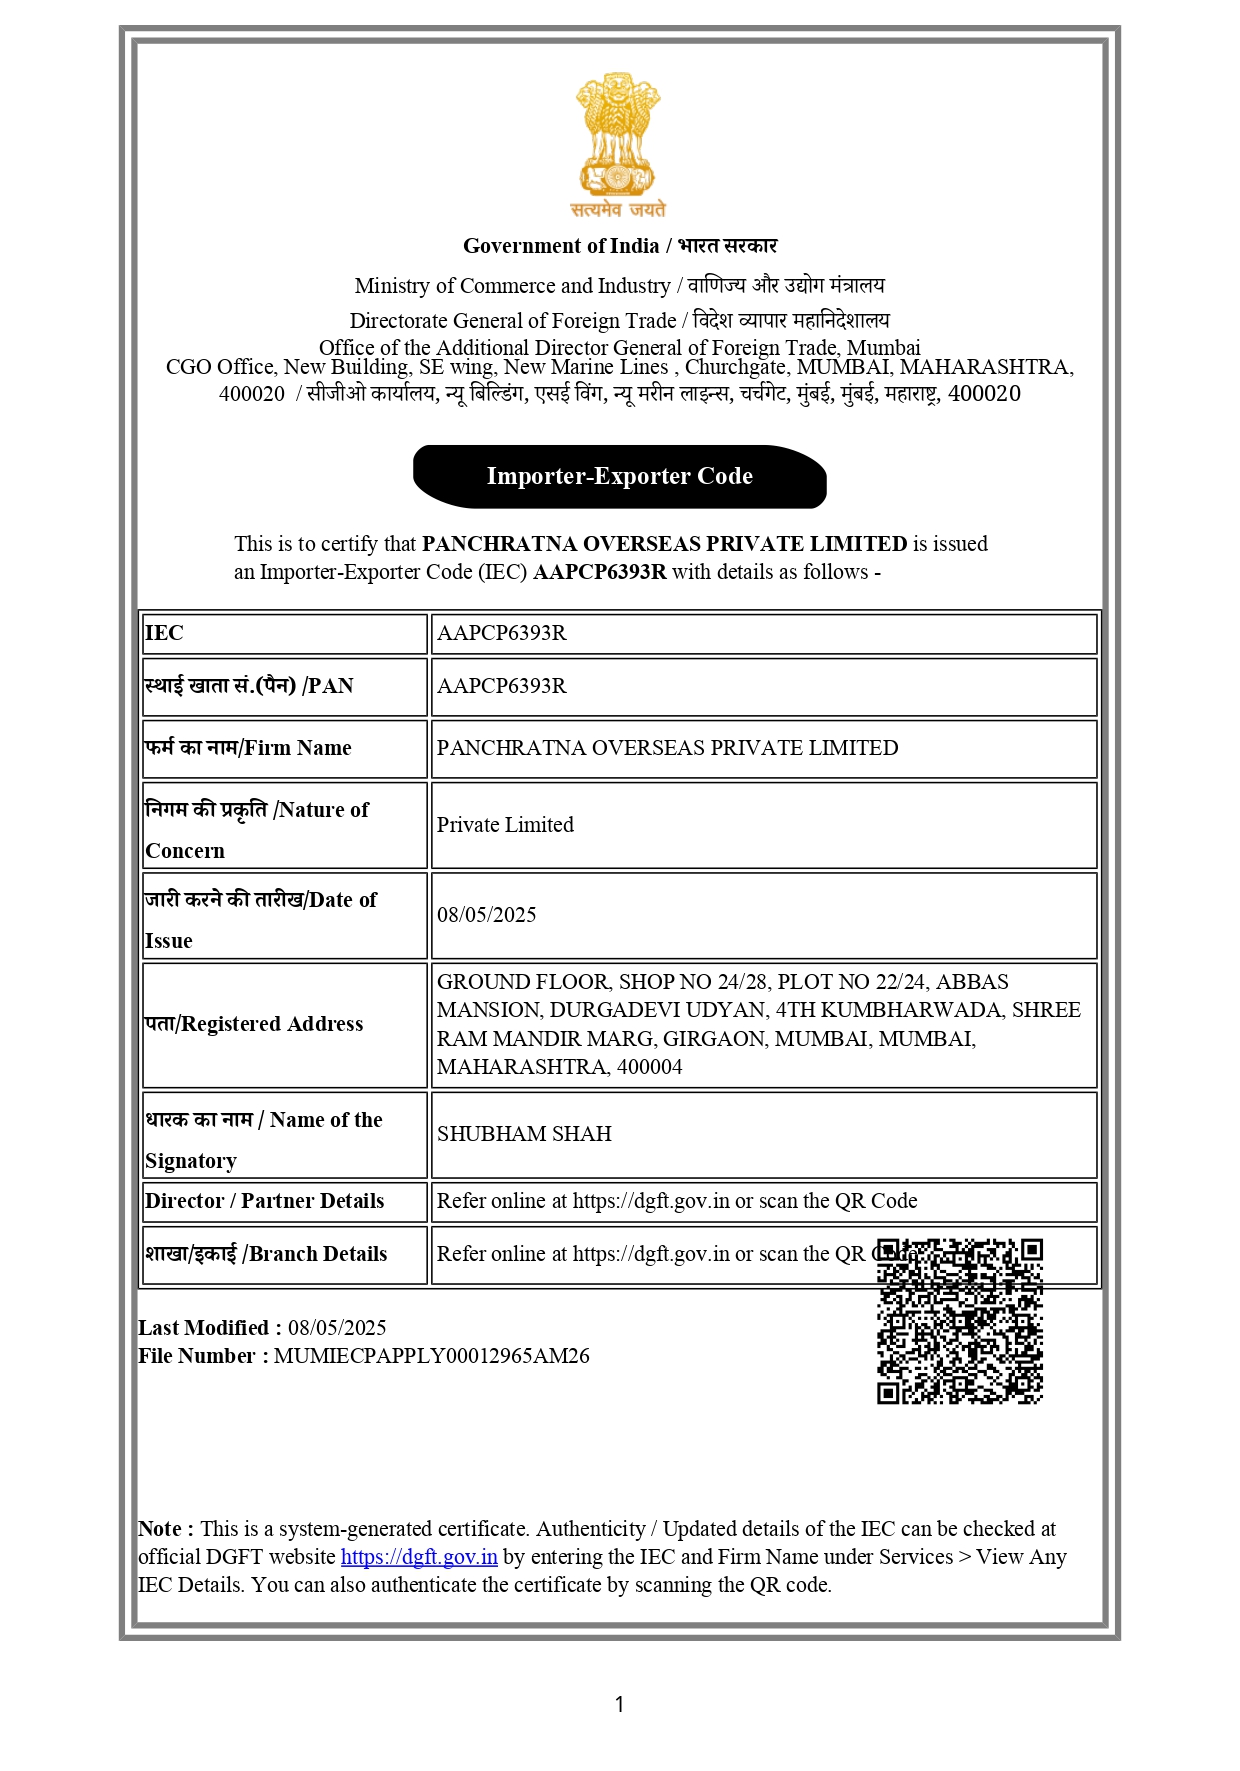 सत्यमेव जयते
Government of India / भारत सरकार
Ministry of Commerce and Industry / वाणिज्य और उद्योग मंत्रालय
Directorate General of Foreign Trade / विदेश व्यापार महानिदेशालय
Office of the Additional Director General of Foreign Trade, Mumbai
CGO Office, New Building, SE wing, New Marine Lines , Churchgate, MUMBAI, MAHARASHTRA,
400020 / सीजीओ कार्यालय, न्यू बिल्डिंग, एसई विंग, न्यू मरीन लाइन्स, चर्चगेट, मुंबई, मुंबई, महाराष्ट्र, 400020
Importer-Exporter Code
This is to certify that PANCHRATNA OVERSEAS PRIVATE LIMITED is issued
an Importer-Exporter Code (IEC) AAPCP6393R with details as follows -
IEC AAPCP6393R
स्थाई खाता सं.(पैन) /PAN AAPCP6393R
फर्म का नाम/Firm Name PANCHRATNA OVERSEAS PRIVATE LIMITED
निगम की प्रकृति /Nature of
Concern
Private Limited
जारी करने की तारीख/Date of
Issue
08/05/2025
पता/Registered Address
GROUND FLOOR, SHOP NO 24/28, PLOT NO 22/24, ABBAS
MANSION, DURGADEVI UDYAN, 4TH KUMBHARWADA, SHREE
RAM MANDIR MARG, GIRGAON, MUMBAI, MUMBAI,
MAHARASHTRA, 400004
धारक का नाम / Name of the
Signatory
SHUBHAM SHAH
Director / Partner Details Refer online at https://dgft.gov.in or scan the QR Code
शाखा/इकाई /Branch Details Refer online at https://dgft.gov.in or scan the QR Code
Last Modified : 08/05/2025
File Number : MUMIECPAPPLY00012965AM26
Note : This is a system-generated certificate. Authenticity / Updated details of the IEC can be checked at
official DGFT website https://dgft.gov.in by entering the IEC and Firm Name under Services > View Any
IEC Details. You can also authenticate the certificate by scanning the QR code.
1